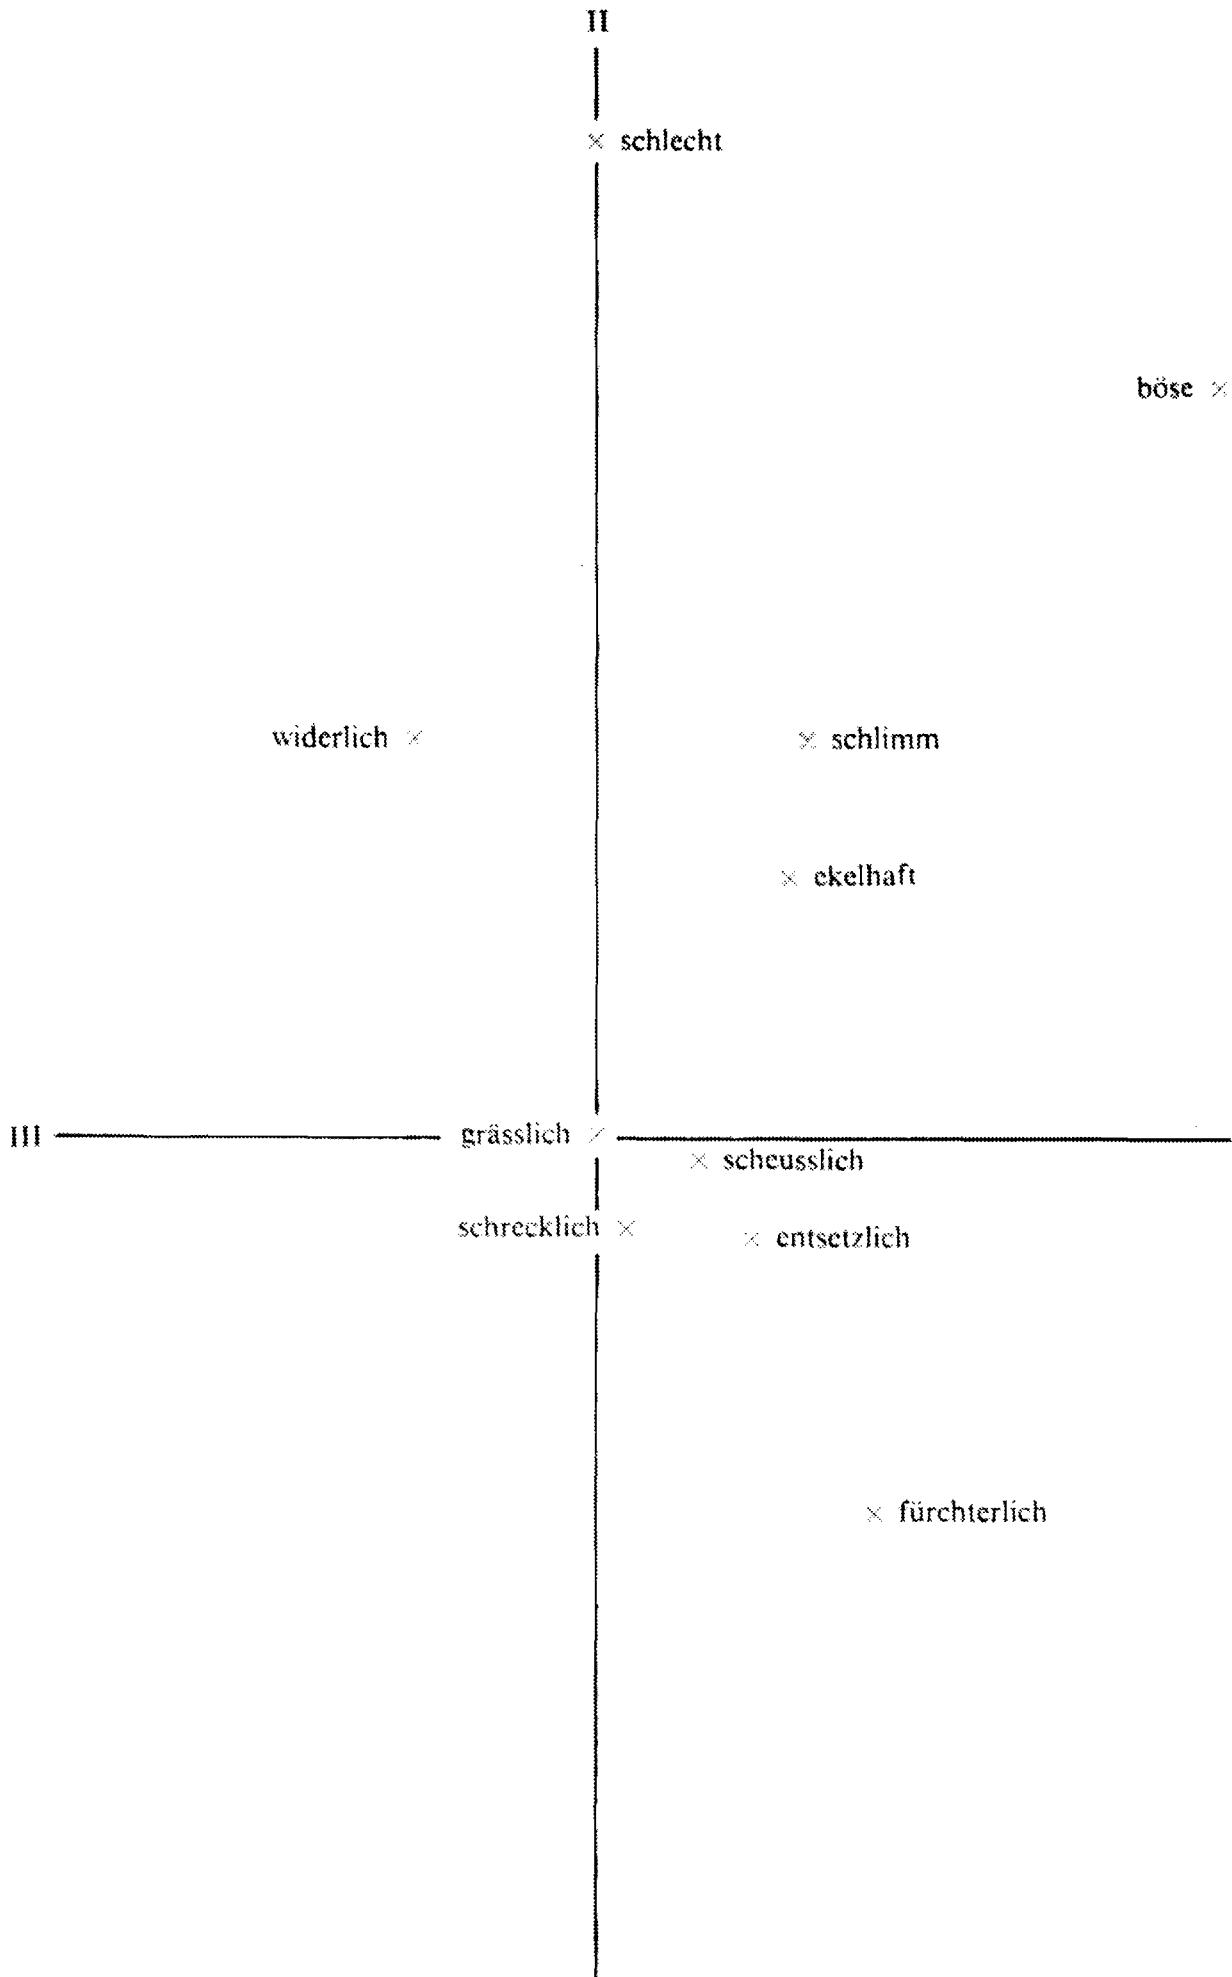 II
schlecht
böse
widerlich
schlimm
ekelhaft
III
grässlich
scheusslich
schrecklich
entsetzlich
fürchterlich